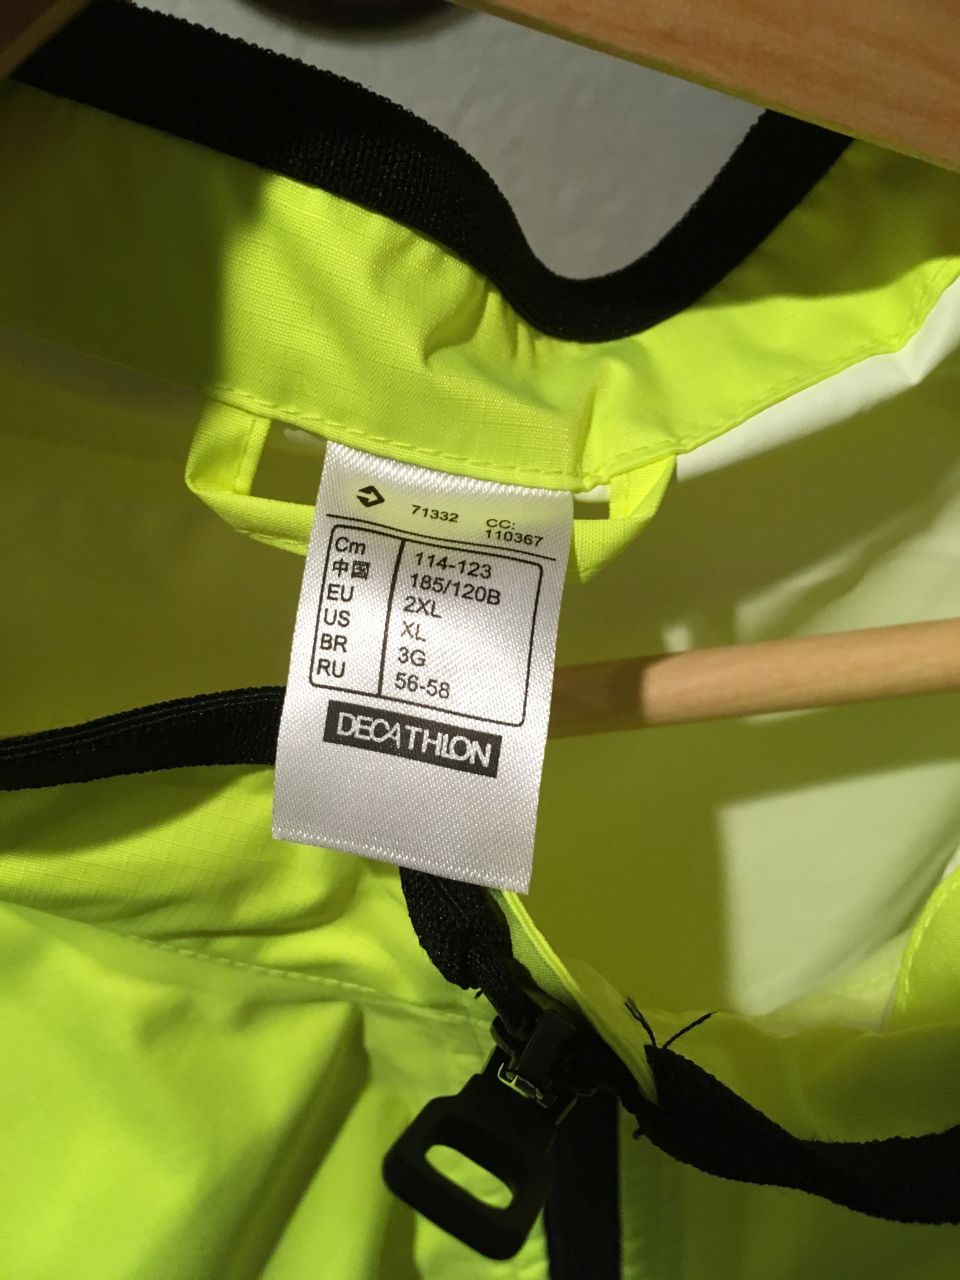 71332 CC:
110367
Cm 114-123
中国 185/120B
EU 2XL
US XL
BR 3G
RU 56-58
DECATHLON